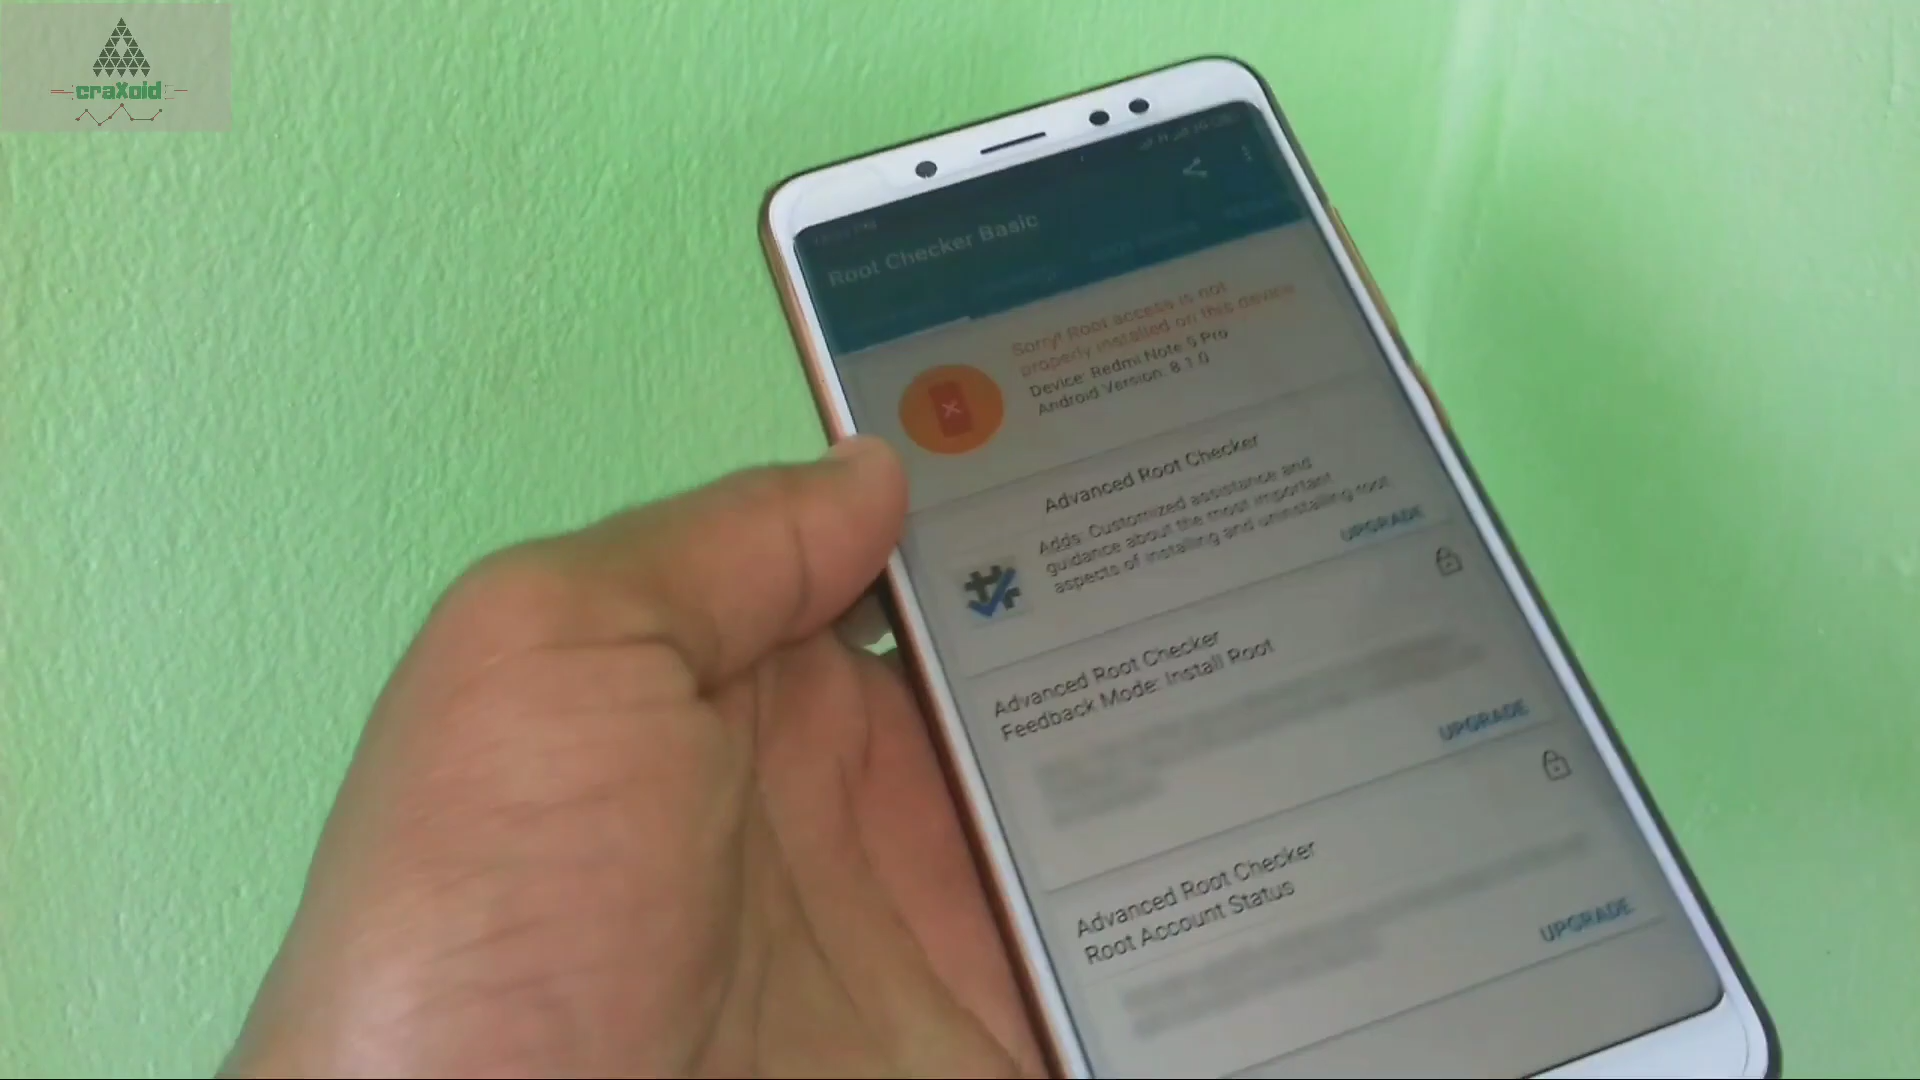 craXoid
Root Checker Basic
Sorry! Root access is not
properly installed on this device
Device: Redmi Note 5 Pro
Android Version: 8.1.0
Advanced Root Checker
Adds: Customized assistance and
guidance about the most important
aspects of installing and uninstalling root
UPGRADE
Advanced Root Checker
Feedback Mode: Install Root
UPGRADE
Advanced Root Checker
Root Account Status
UPGRADE